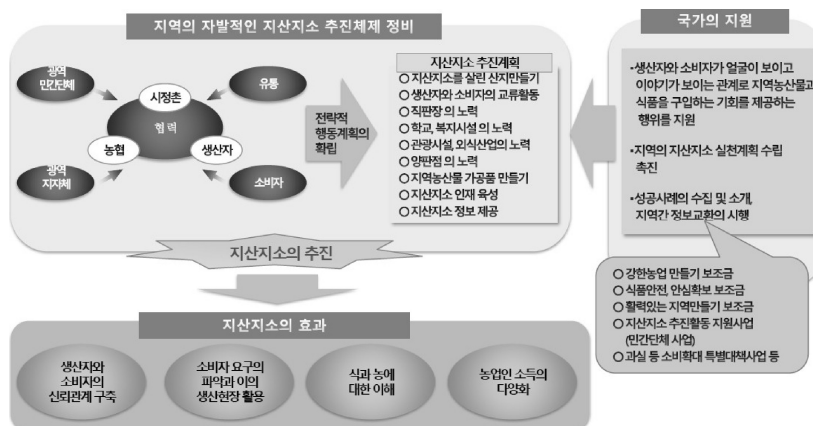 지역의 자발적인 지산지소 추진체제 정비
광역
민간단체
유통
시정촌
협력
농협
생산자
광역
지자체
소비자
전략적
행동계획의
확립
지산지소 추진계획
○ 지산지소를 살린 산지만들기
○ 생산자와 소비자의 교류활동
○ 직판장의 노력
○ 학교, 복지시설의 노력
○ 관광시설, 외식산업의 노력
○ 양판점의 노력
○ 지역농산물 가공품 만들기
○ 지산지소 인재 육성
○ 지산지소 정보 제공
지산지소의 추진
국가의 지원
•생산자와 소비자가 얼굴이 보이고
이야기가 보이는 관계로 지역농산물과
식품을 구입하는 기회를 제공하는
행위를 지원
•지역의 지산지소 실천계획 수립
촉진
•성공사례의 수집 및 소개,
지역간 정보교환의 시행
○ 강한농업 만들기 보조금
○ 식품안전, 안심확보 보조금
○ 활력있는 지역만들기 보조금
○ 지산지소 추진활동 지원사업
(민간단체 사업)
○ 과실 등 소비확대 특별대책사업 등
지산지소의 효과
생산자와
소비자의
신뢰관계 구축
소비자 요구의
파악과 이의
생산현장 활용
식과 농에
대한 이해
농업인 소득의
다양화